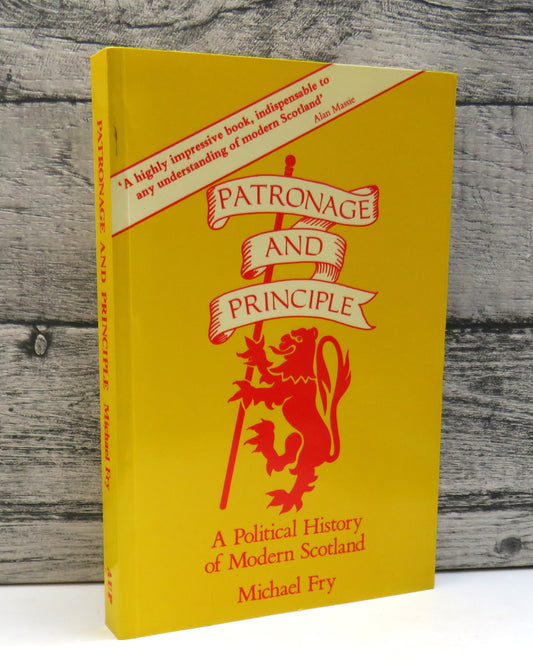 'A highly impressive book, indispensable to
any understanding of modern Scotland'
Alan Massie
PATRONAGE
AND
PRINCIPLE
A Political History
of Modern Scotland
Michael Fry
PATRONAGE AND PRINCIPLE Michael Fry AUP